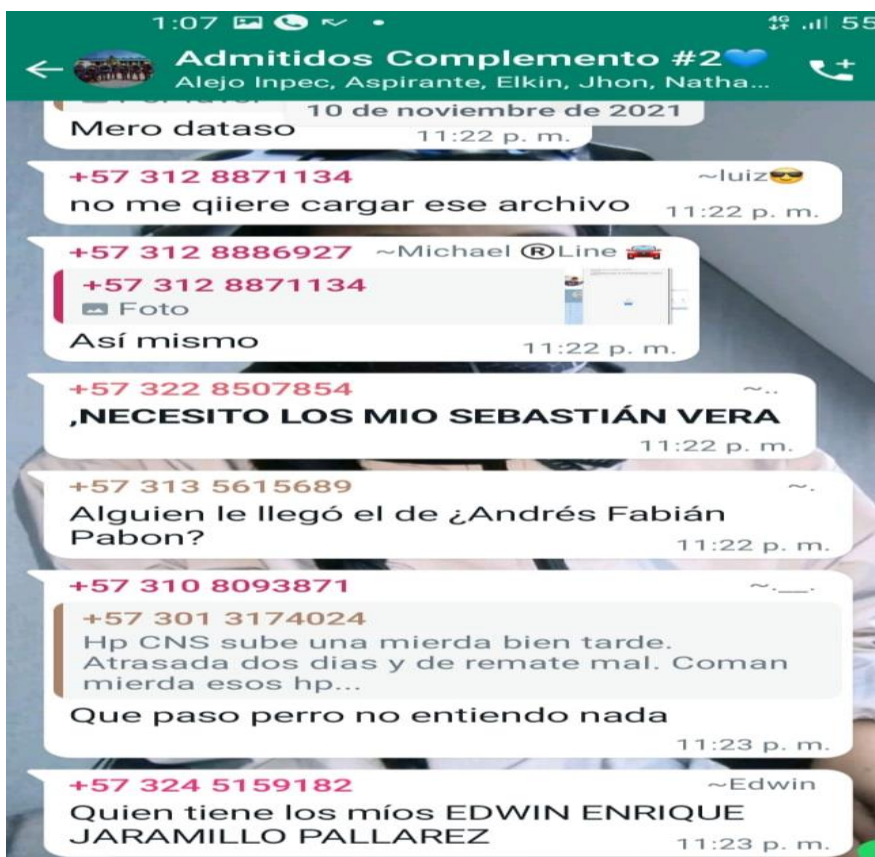 1:07 55
Admitidos Complemento #2💙
Alejo Inpec, Aspirante, Elkin, Jhon, Natha...
10 de noviembre de 2021
Mero dataso 11:22 p. m.
+57 312 8871134 ~luiz😎
no me qiiere cargar ese archivo 11:22 p. m.
+57 312 8886927 ~Michael ®Line 🚘
+57 312 8871134
Foto
Así mismo 11:22 p. m.
+57 322 8507854 ~..
,NECESITO LOS MIO SEBASTIÁN VERA
11:22 p. m.
+57 313 5615689 ~.
Alguien le llegó el de ¿Andrés Fabián
Pabon? 11:22 p. m.
+57 310 8093871 ~.__.
+57 301 3174024
Hp CNS sube una mierda bien tarde.
Atrasada dos dias y de remate mal. Coman
mierda esos hp...
Que paso perro no entiendo nada
11:23 p. m.
+57 324 5159182 ~Edwin
Quien tiene los míos EDWIN ENRIQUE
JARAMILLO PALLAREZ 11:23 p. m.